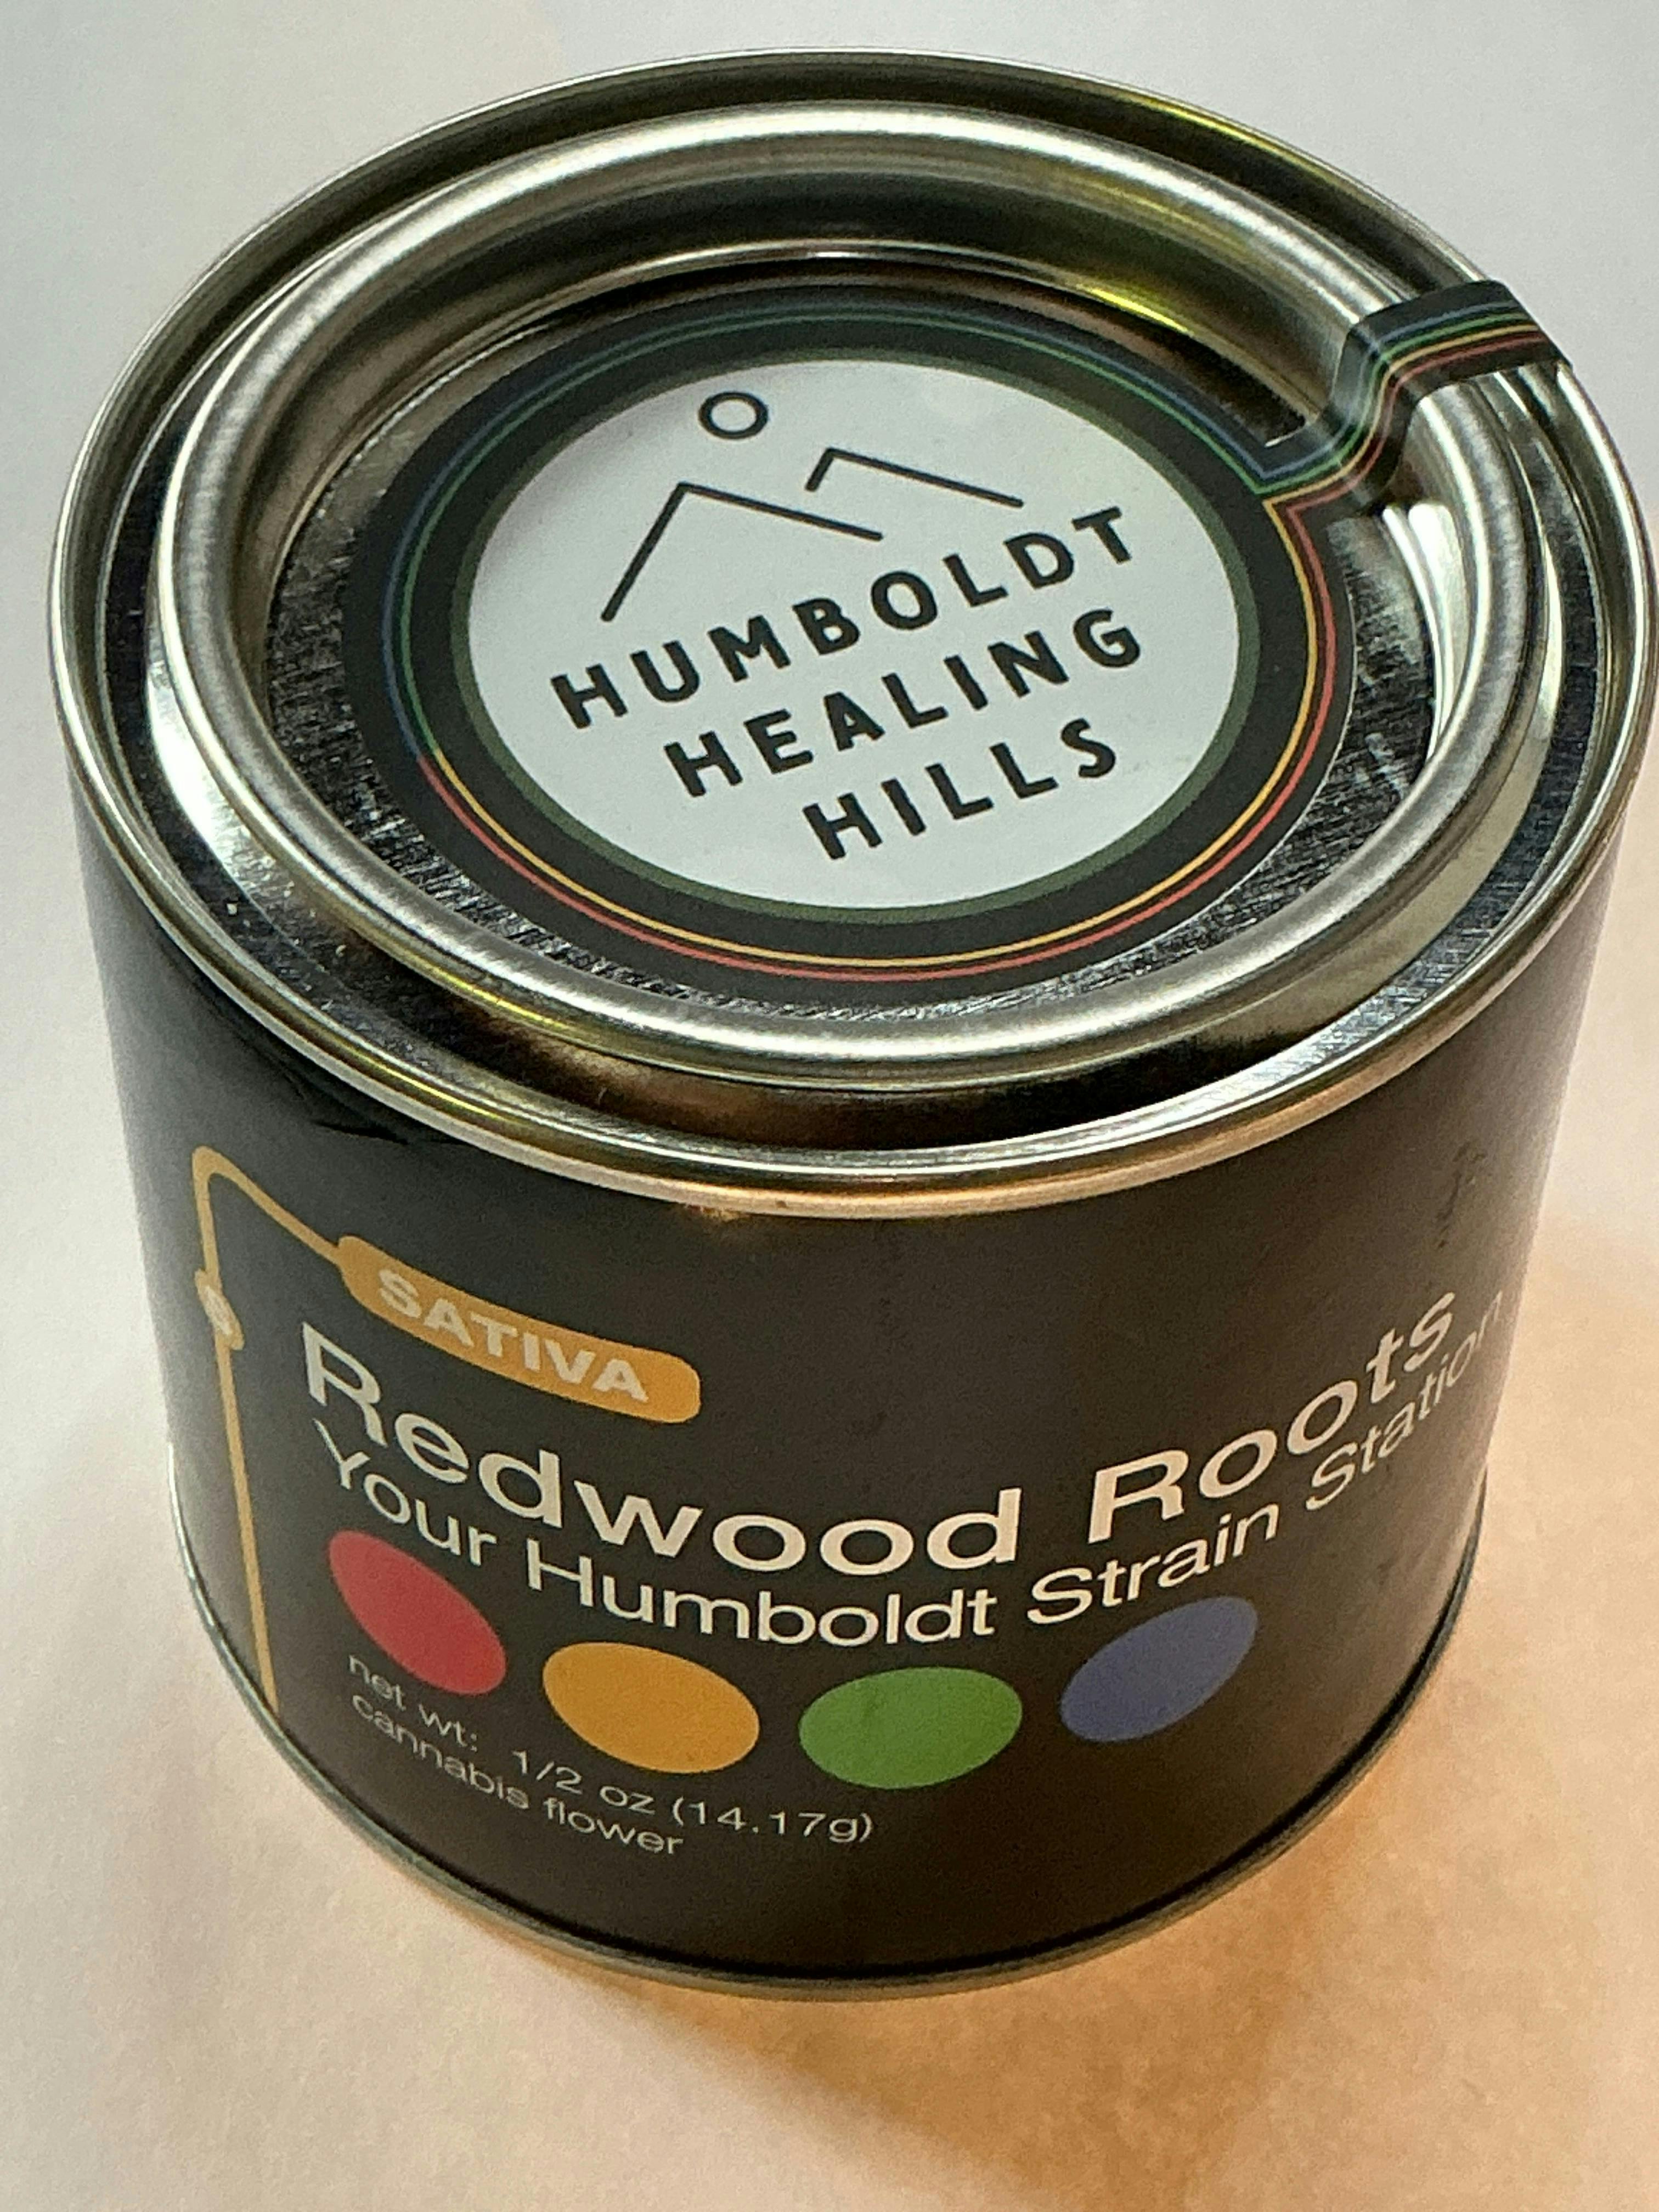 HUMBOLDT
HEALING
HILLS
SATIVA
S
Redwood Roots
Your Humboldt Strain Station
net wt: 1/2 oz (14.17g)
cannabis flower